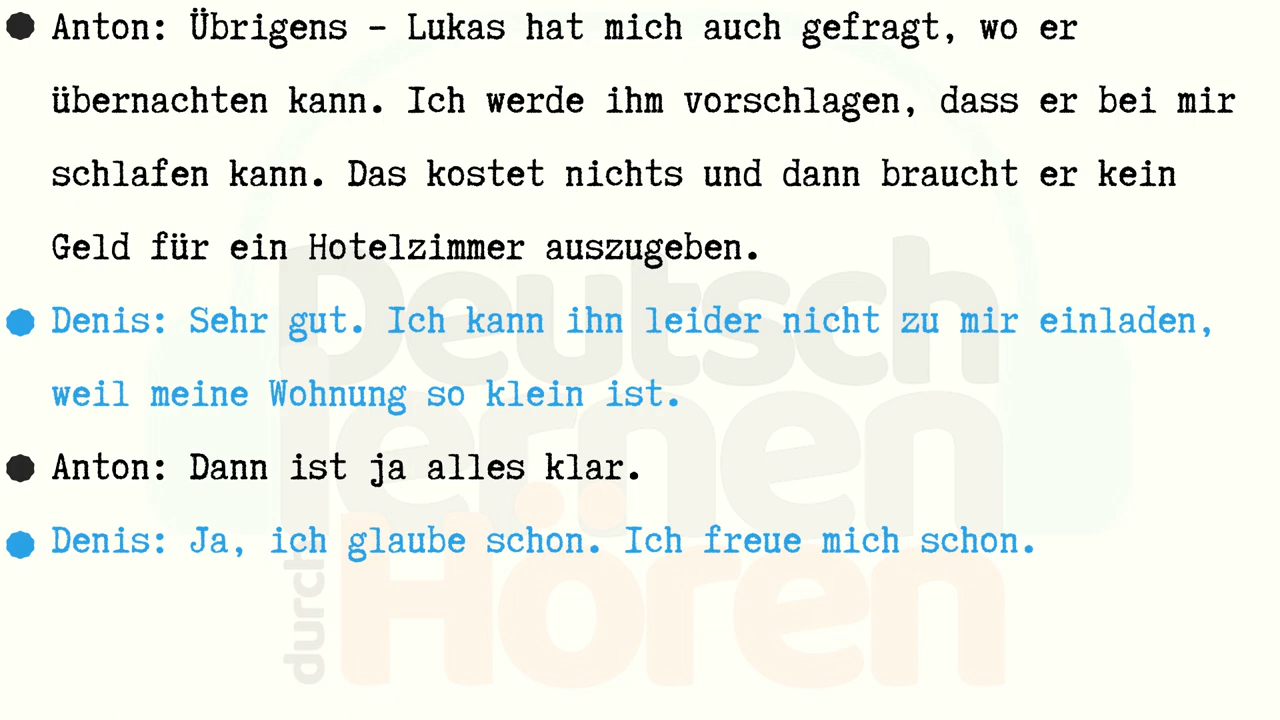 Anton: Übrigens – Lukas hat mich auch gefragt, wo er
übernachten kann. Ich werde ihm vorschlagen, dass er bei mir
schlafen kann. Das kostet nichts und dann braucht er kein
Geld für ein Hotelzimmer auszugeben.
Denis: Sehr gut. Ich kann ihn leider nicht zu mir einladen,
weil meine Wohnung so klein ist.
Anton: Dann ist ja alles klar.
Denis: Ja, ich glaube schon. Ich freue mich schon.
Deutsch
lernen
durch
Hören